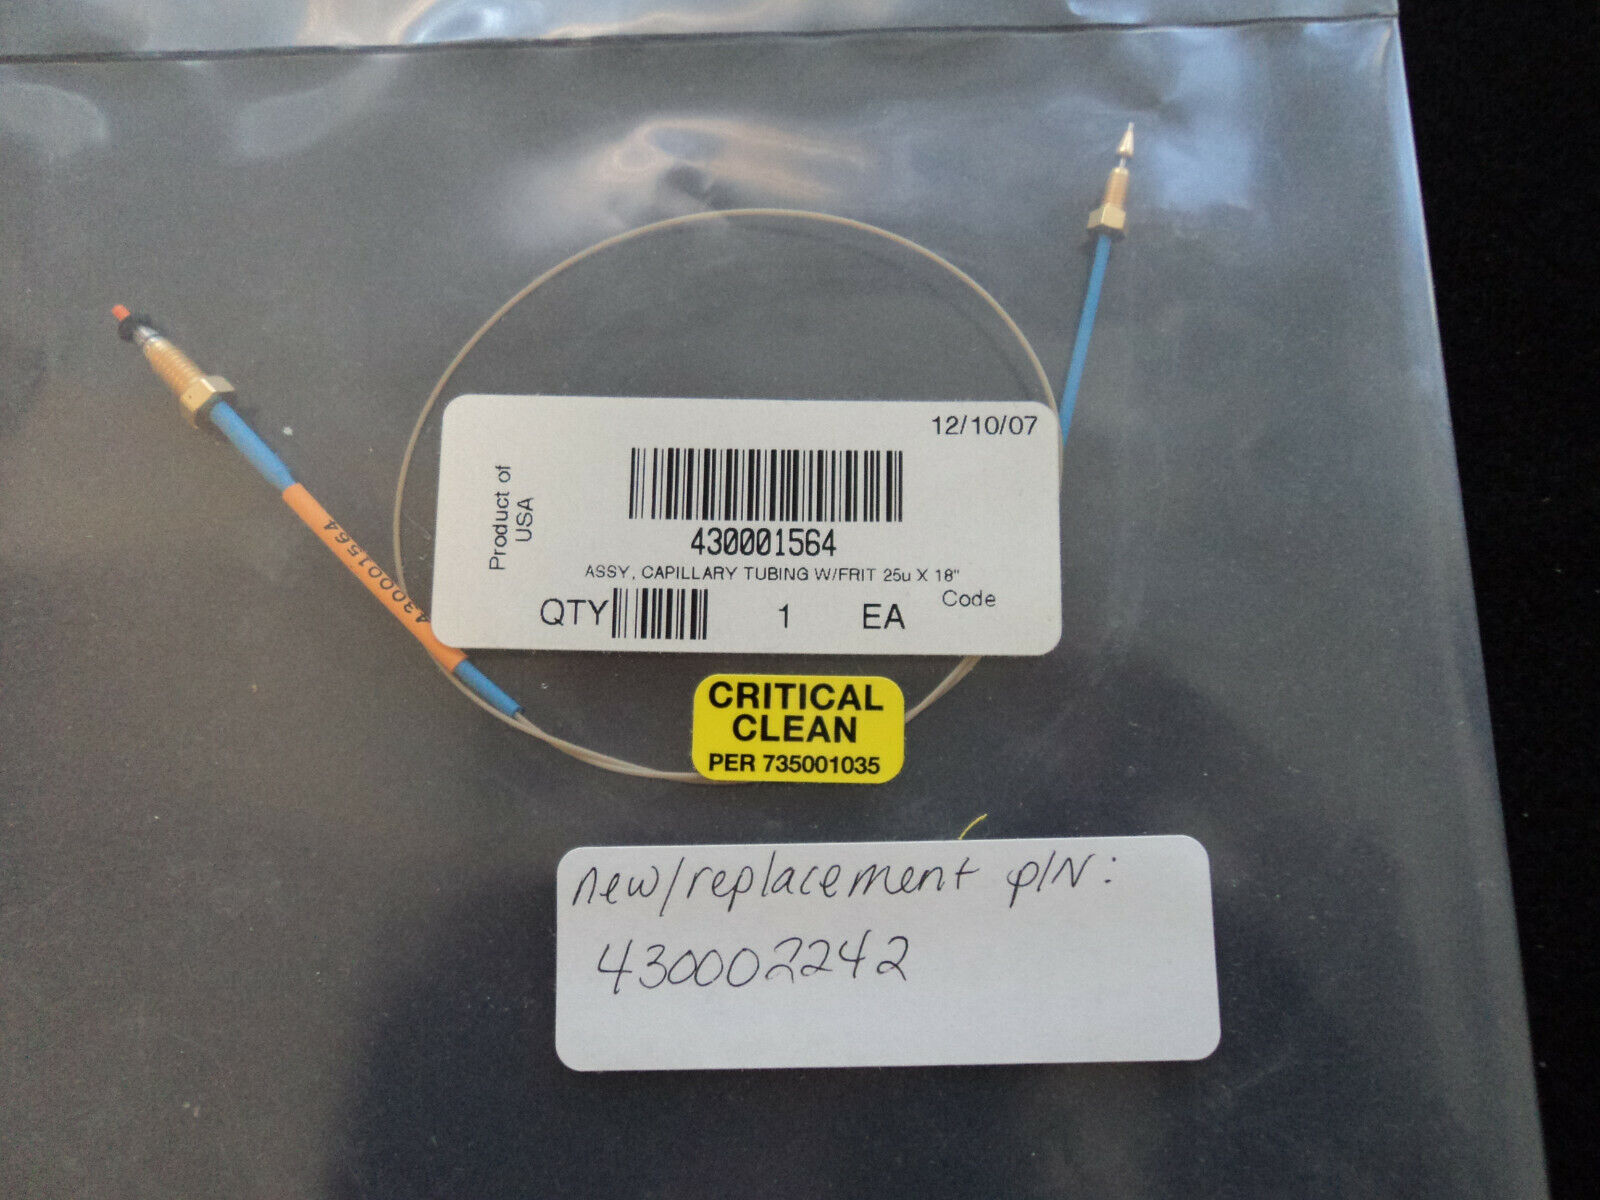 12/10/07
Product of
USA
430001564
ASSY, CAPILLARY TUBING W/FRIT 25u X 18"
Code
QTY 1 EA
430001564
CRITICAL
CLEAN
PER 735001035
new/replacement p/N:
430002242